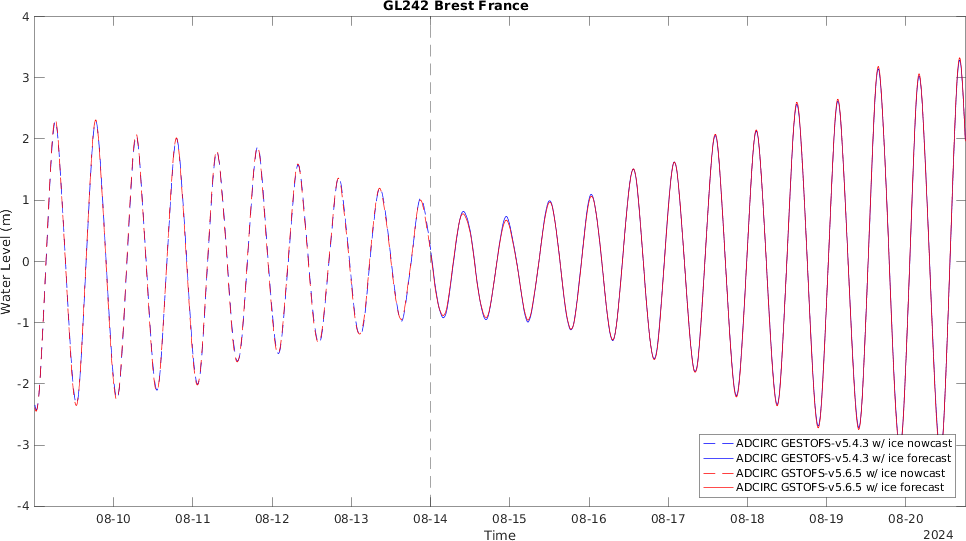 GL242 Brest France
4
3
2
1
0
-1
-2
-3
-4
Water Level (m)
ADCIRC GESTOFS-v5.4.3 w/ ice nowcast
ADCIRC GESTOFS-v5.4.3 w/ ice forecast
ADCIRC GSTOFS-v5.6.5 w/ ice nowcast
ADCIRC GSTOFS-v5.6.5 w/ ice forecast
08-10 08-11 08-12 08-13 08-14 08-15 08-16 08-17 08-18 08-19 08-20
Time
2024